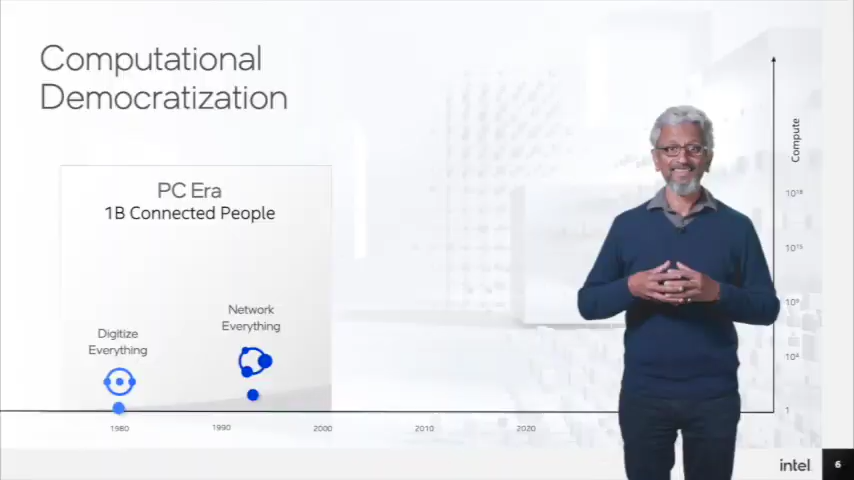 Computational
Democratization
PC Era
1B Connected People
Network
Everything
Digitize
Everything
Compute
10¹⁸
10¹⁵
10⁹
10⁴
1
1980
1990
2000
2010
2020
intel
6